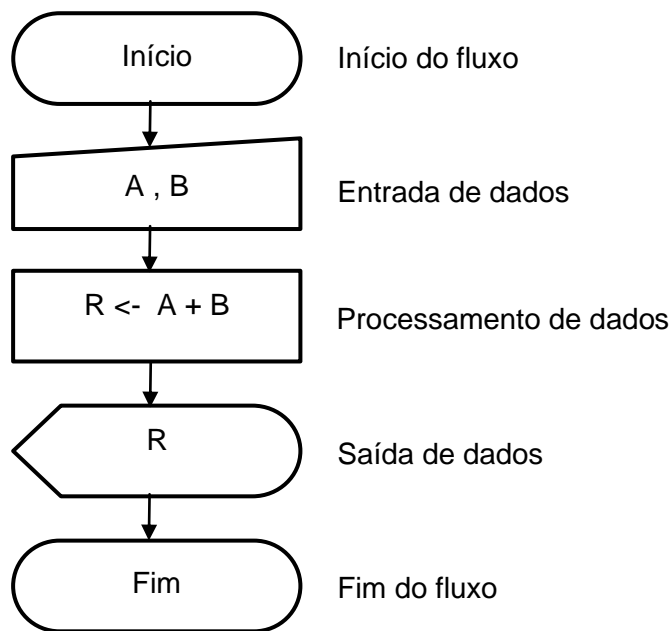 Início
Início do fluxo
A , B
Entrada de dados
R <- A + B
Processamento de dados
R
Saída de dados
Fim
Fim do fluxo